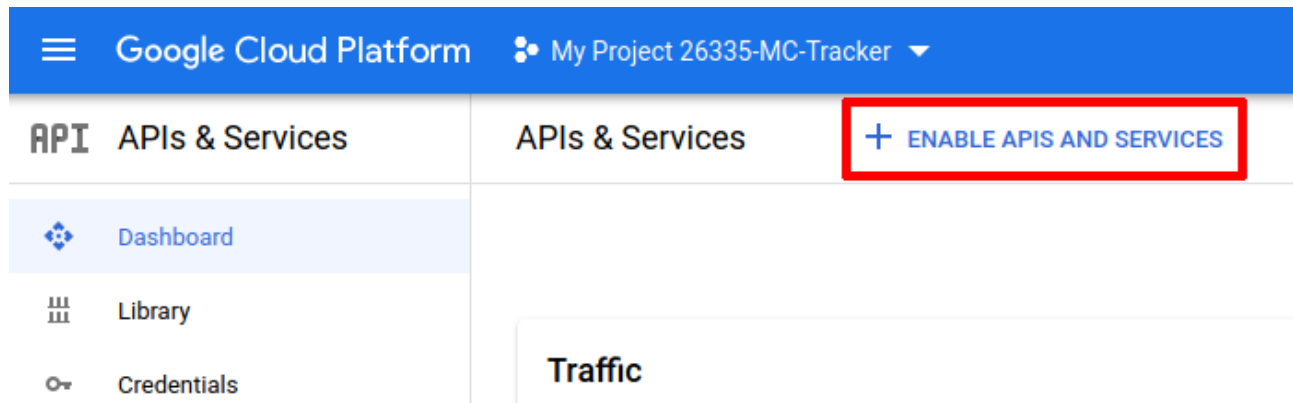 Google Cloud Platform My Project 26335-MC-Tracker
API APIs & Services
APIs & Services + ENABLE APIS AND SERVICES
Dashboard
Library
Credentials
Traffic